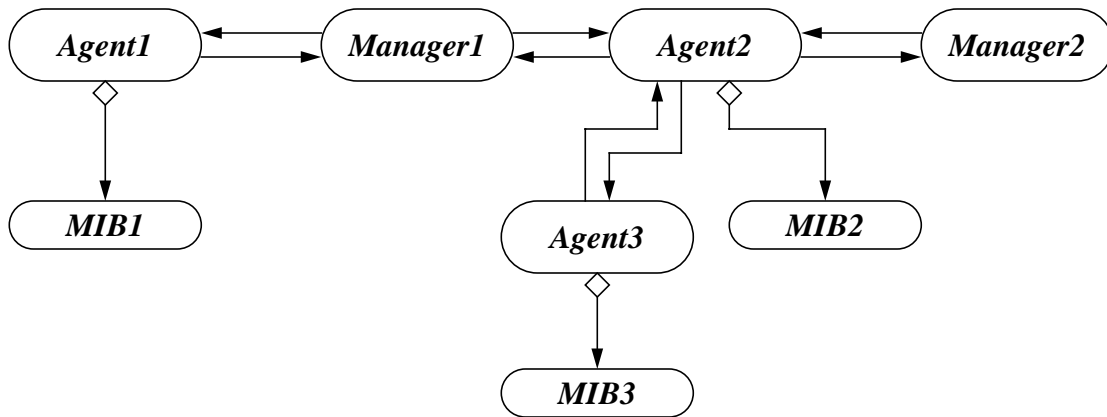 Agent1
Manager1
Agent2
Manager2
MIB1
Agent3
MIB2
MIB3